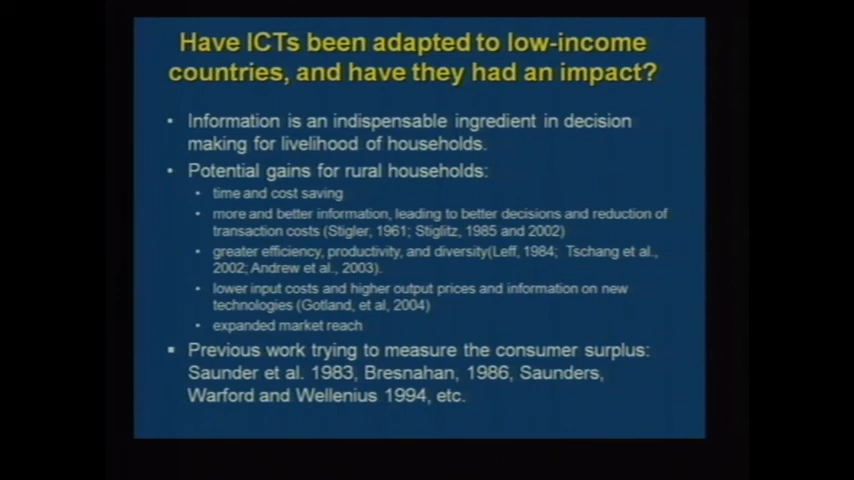 Have ICTs been adapted to low-income
countries, and have they had an impact?
• Information is an indispensable ingredient in decision
making for livelihood of households.
• Potential gains for rural households:
• time and cost saving
• more and better information, leading to better decisions and reduction of
transaction costs (Stigler, 1961; Stiglitz, 1985 and 2002)
• greater efficiency, productivity, and diversity(Leff, 1984; Tschang et al.,
2002; Andrew et al., 2003).
• lower input costs and higher output prices and information on new
technologies (Gotland, et al, 2004)
• expanded market reach
▪ Previous work trying to measure the consumer surplus:
Saunder et al. 1983, Bresnahan, 1986, Saunders,
Warford and Wellenius 1994, etc.